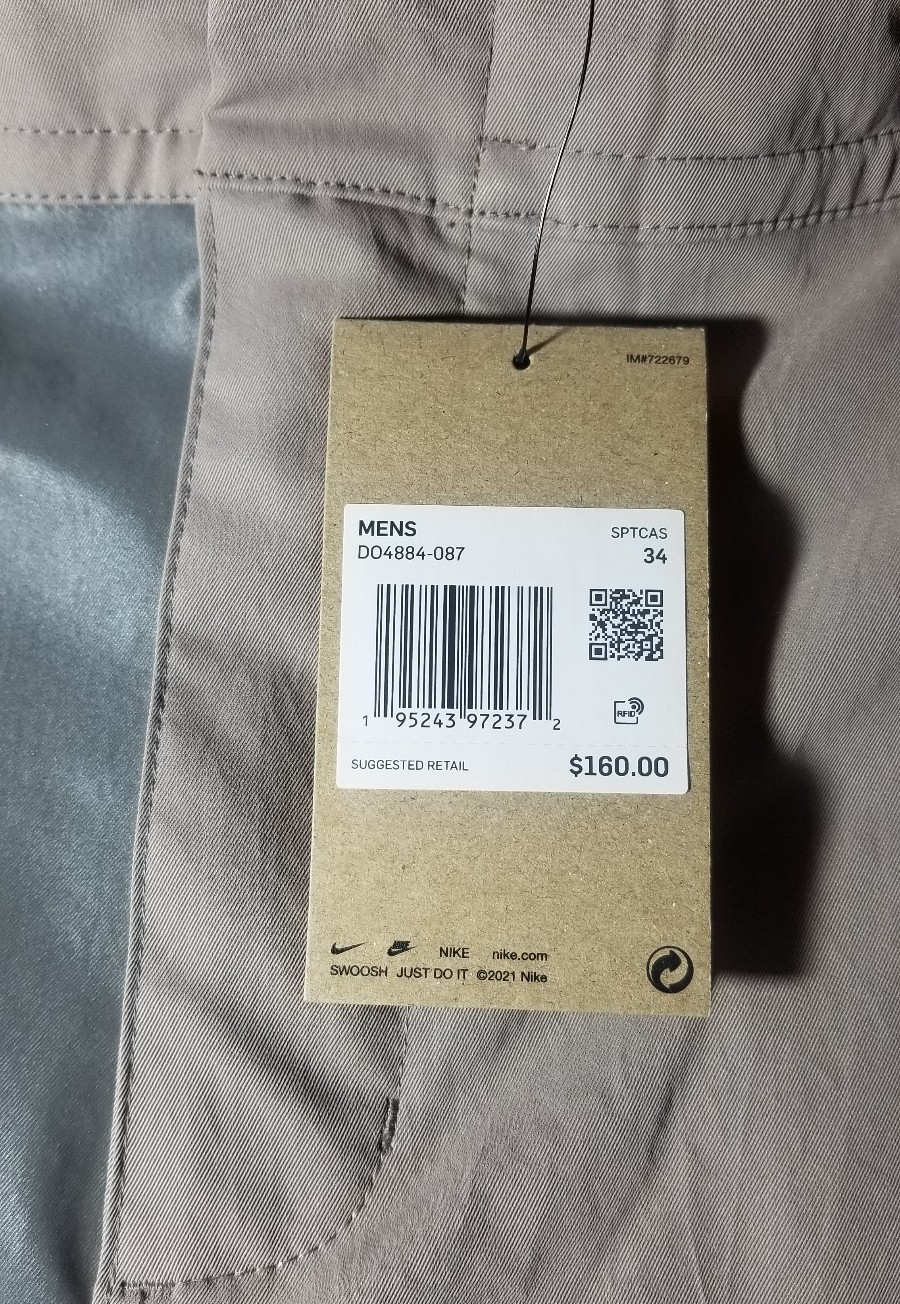 IM#722679
MENS
SPTCAS
DO4884-087
34
1 95243 97237 2
RFID
SUGGESTED RETAIL $160.00
NIKE NIKE nike.com
SWOOSH JUST DO IT ©2021 Nike